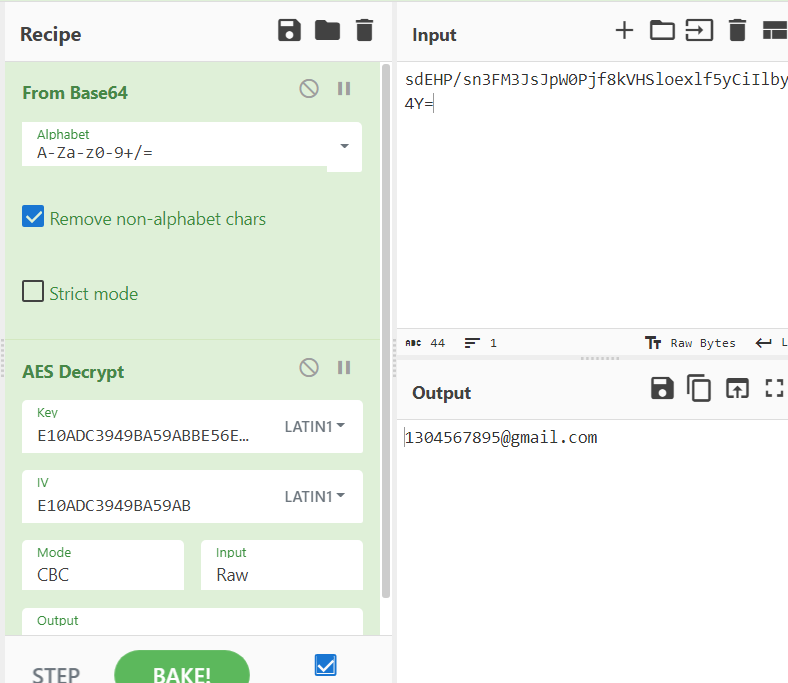 Recipe
From Base64
Alphabet
A-Za-z0-9+/=
Remove non-alphabet chars
Strict mode
AES Decrypt
Key
E10ADC3949BA59ABBE56E…
LATIN1
IV
E10ADC3949BA59AB
LATIN1
Mode
CBC
Input
Raw
Output
STEP
BAKE!
Input
sdEHP/sn3FM3JsJpW0Pjf8kVHSloexlf5yCiIlby
4Y=
ABC 44
1
Tт Raw Bytes
L
Output
1304567895@gmail.com